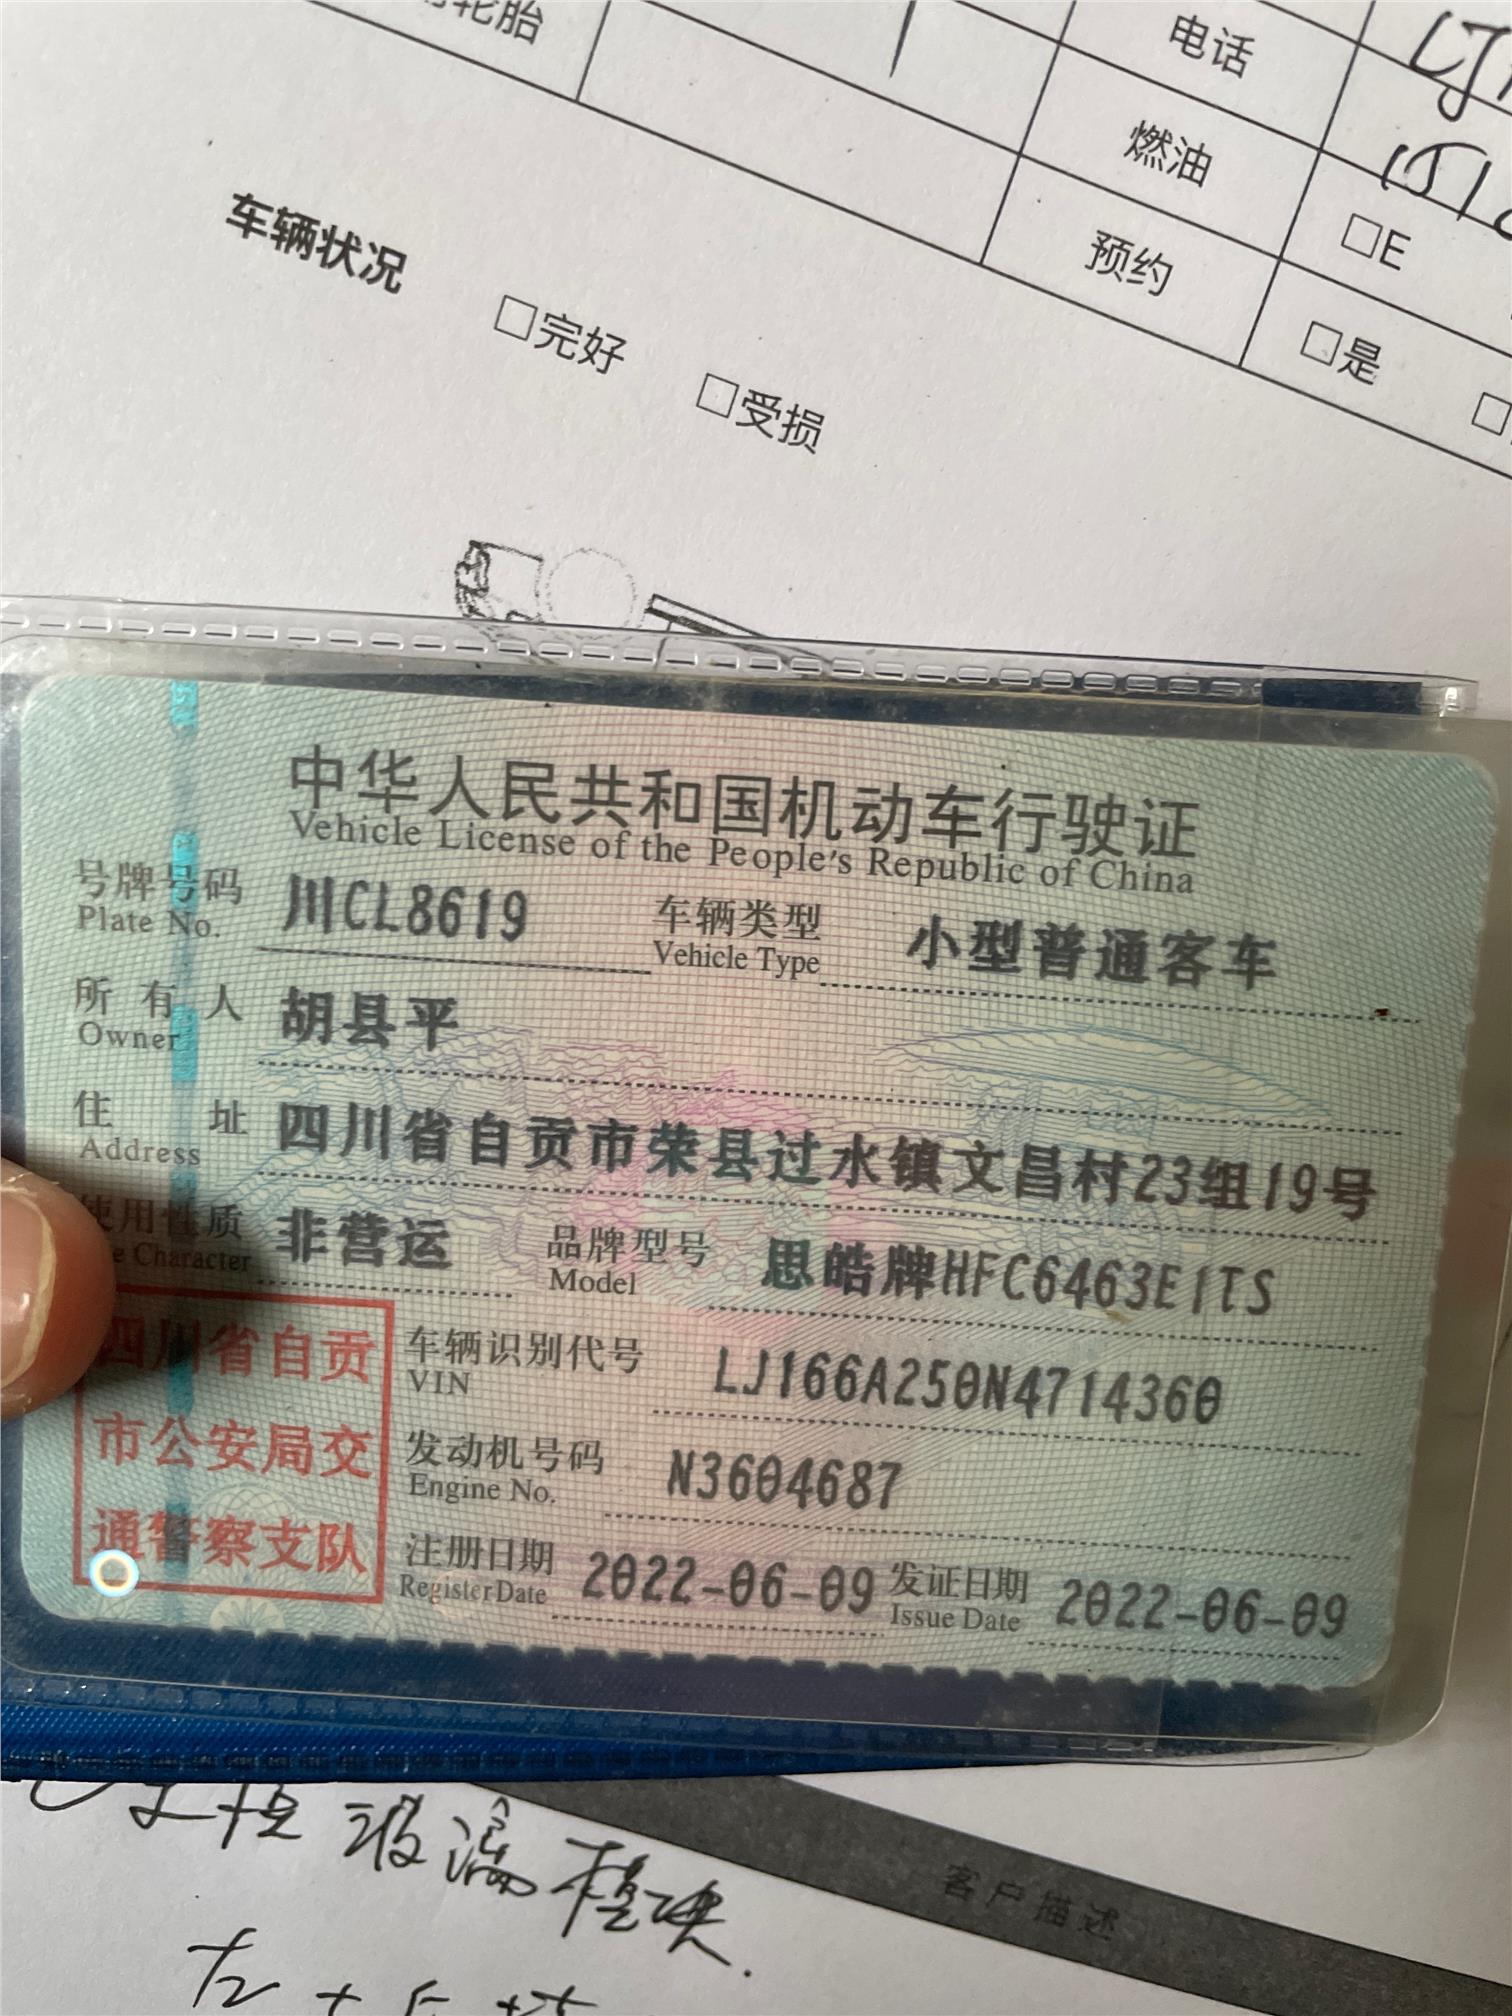 轮胎
电话
燃油
□E
预约
□是
车辆状况 □完好 □受损
中华人民共和国机动车行驶证
Vehicle License of the People's Republic of China
号牌号码 川CL8619 车辆类型 小型普通客车
Plate No. Vehicle Type
所有人 胡县平
Owner
住址 四川省自贡市荣县过水镇文昌村23组19号
Address
使用性质 非营运 品牌型号 思皓牌HFC6463E1TS
Character Model
四川省自贡
市公安局交
通警察支队
车辆识别代号 LJ166A250N4714360
VIN
发动机号码 N3604687
Engine No.
注册日期 2022-06-09 发证日期 2022-06-09
Register Date Issue Date
玻璃模块.
客户描述
左